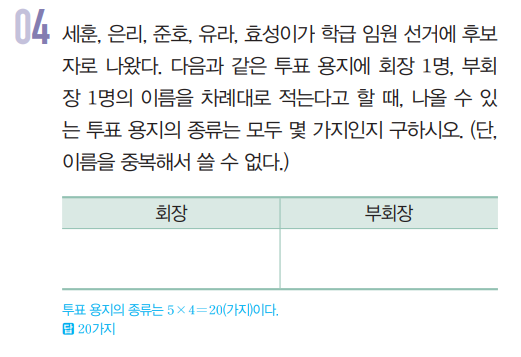 04
세훈, 은리, 준호, 유라, 효성이가 학급 임원 선거에 후보
자로 나왔다. 다음과 같은 투표 용지에 회장 1명, 부회
장 1명의 이름을 차례대로 적는다고 할 때, 나올 수 있
는 투표 용지의 종류는 모두 몇 가지인지 구하시오. (단,
이름을 중복해서 쓸 수 없다.)
회장 부회장
투표 용지의 종류는 5×4=20(가지)이다.
답 20가지